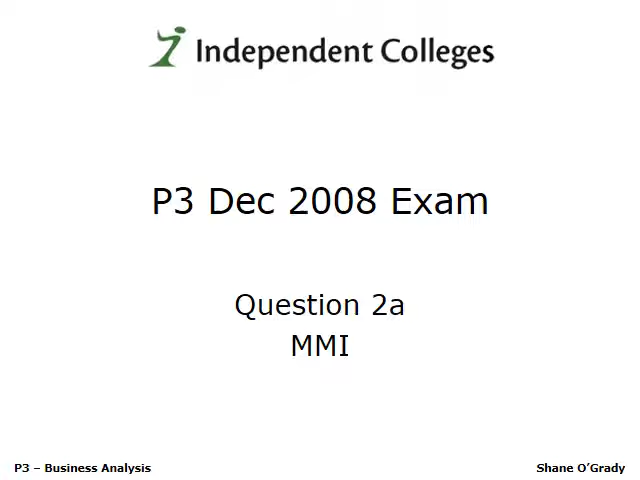 Independent Colleges
P3 Dec 2008 Exam
Question 2a
MMI
P3 – Business Analysis
Shane O’Grady